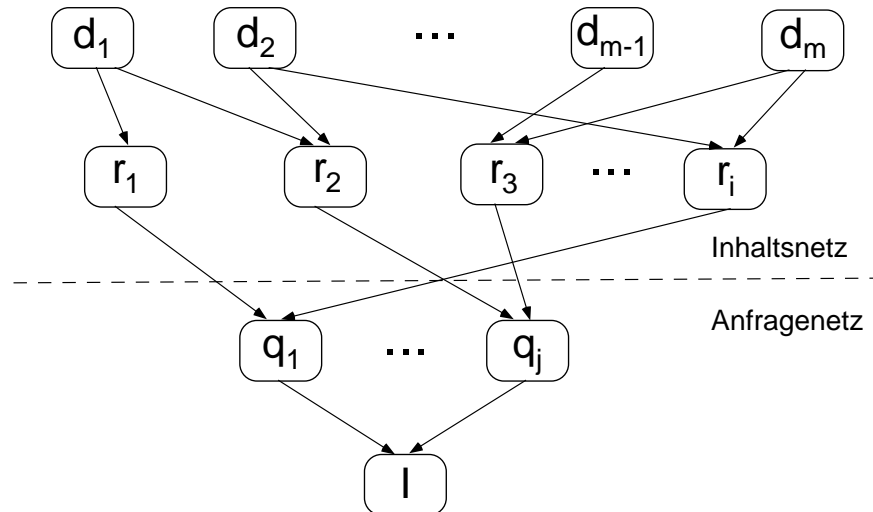 d₁ d₂ ... dₘ₋₁ dₘ
r₁ r₂ r₃ ... rᵢ
Inhaltsnetz
Anfragenetz
q₁ ... qⱼ
I